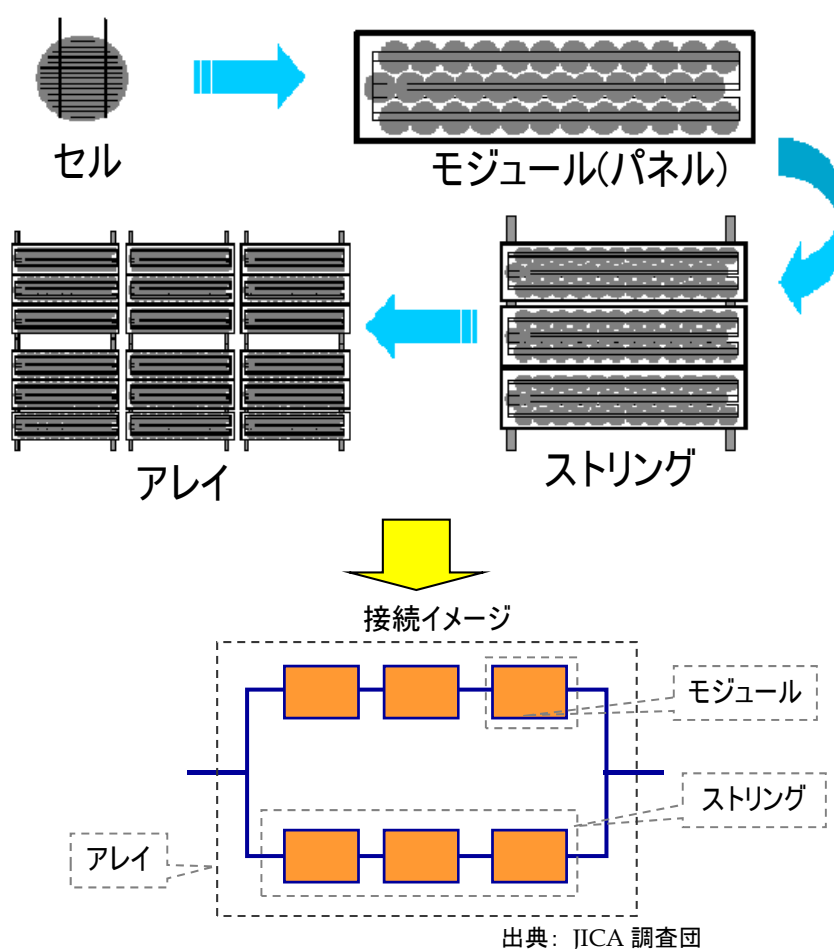 セル
モジュール(パネル)
アレイ
ストリング
接続イメージ
モジュール
ストリング
アレイ
出典: JICA 調査団